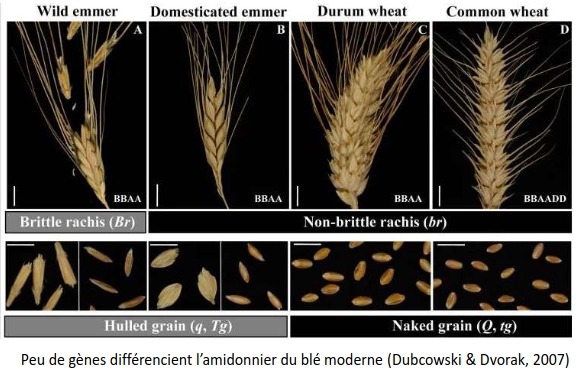 Wild emmer Domesticated emmer Durum wheat Common wheat
A B C D
BBAA BBAA BBAA BBAADD
Brittle rachis (Br) Non-brittle rachis (br)
Hulled grain (q, Tg) Naked grain (Q, tg)
Peu de gènes différencient l’amidonnier du blé moderne (Dubcowski & Dvorak, 2007)